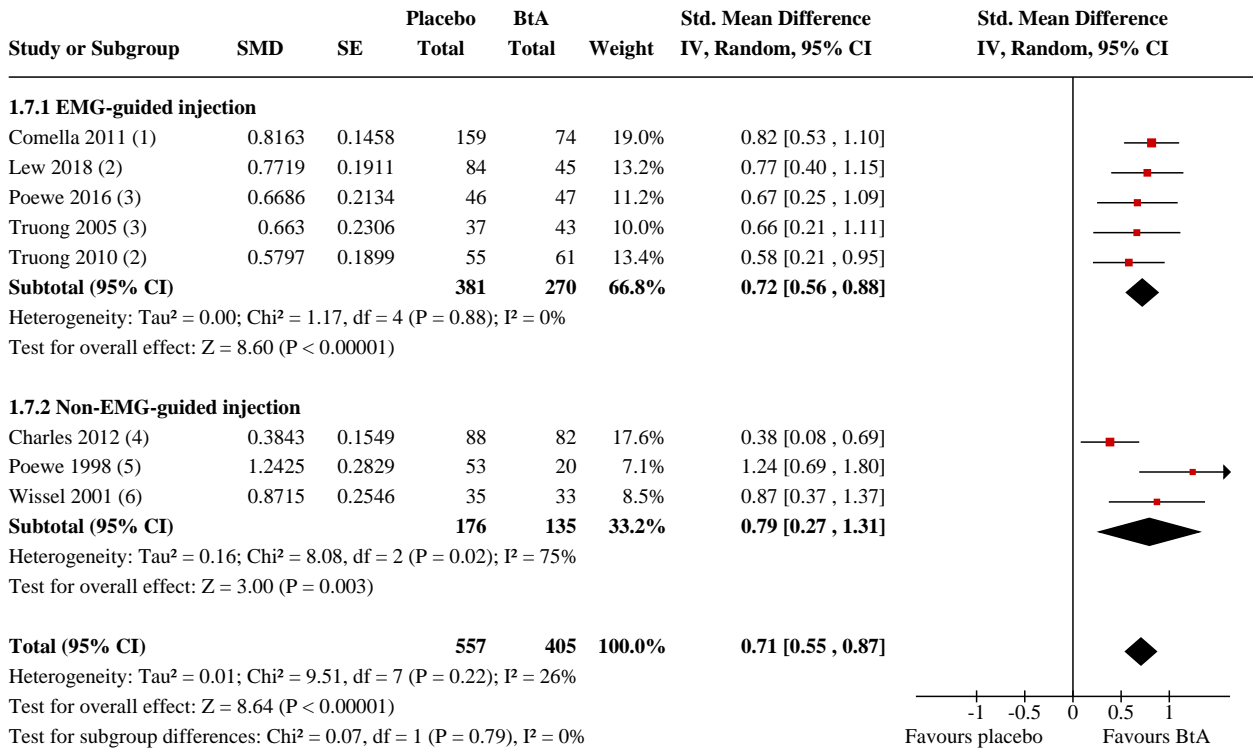 Placebo BtA Std. Mean Difference Std. Mean Difference
Study or Subgroup SMD SE Total Total Weight IV, Random, 95% CI IV, Random, 95% CI
1.7.1 EMG-guided injection
Comella 2011 (1) 0.8163 0.1458 159 74 19.0% 0.82 [0.53 , 1.10]
Lew 2018 (2) 0.7719 0.1911 84 45 13.2% 0.77 [0.40 , 1.15]
Poewe 2016 (3) 0.6686 0.2134 46 47 11.2% 0.67 [0.25 , 1.09]
Truong 2005 (3) 0.663 0.2306 37 43 10.0% 0.66 [0.21 , 1.11]
Truong 2010 (2) 0.5797 0.1899 55 61 13.4% 0.58 [0.21 , 0.95]
Subtotal (95% CI) 381 270 66.8% 0.72 [0.56 , 0.88]
Heterogeneity: Tau² = 0.00; Chi² = 1.17, df = 4 (P = 0.88); I² = 0%
Test for overall effect: Z = 8.60 (P < 0.00001)
1.7.2 Non-EMG-guided injection
Charles 2012 (4) 0.3843 0.1549 88 82 17.6% 0.38 [0.08 , 0.69]
Poewe 1998 (5) 1.2425 0.2829 53 20 7.1% 1.24 [0.69 , 1.80]
Wissel 2001 (6) 0.8715 0.2546 35 33 8.5% 0.87 [0.37 , 1.37]
Subtotal (95% CI) 176 135 33.2% 0.79 [0.27 , 1.31]
Heterogeneity: Tau² = 0.16; Chi² = 8.08, df = 2 (P = 0.02); I² = 75%
Test for overall effect: Z = 3.00 (P = 0.003)
Total (95% CI) 557 405 100.0% 0.71 [0.55 , 0.87]
Heterogeneity: Tau² = 0.01; Chi² = 9.51, df = 7 (P = 0.22); I² = 26%
Test for overall effect: Z = 8.64 (P < 0.00001)
-1 -0.5 0 0.5 1
Test for subgroup differences: Chi² = 0.07, df = 1 (P = 0.79), I² = 0%
Favours placebo Favours BtA